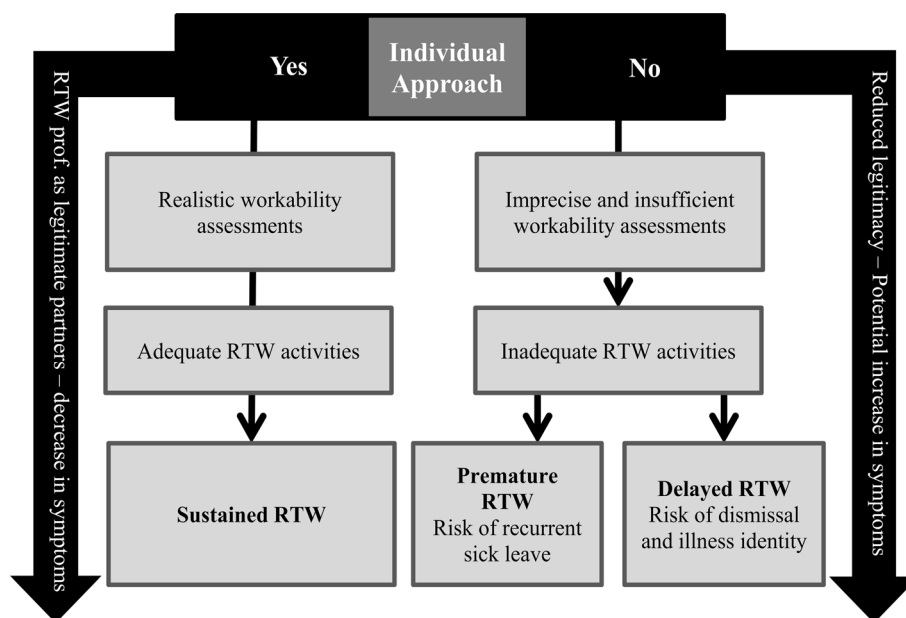 Yes
Individual
Approach
No
RTW prof. as legitimate partners – decrease in symptoms
Reduced legitimacy – Potential increase in symptoms
Realistic workability
assessments
Imprecise and insufficient
workability assessments
Adequate RTW activities
Inadequate RTW activities
Sustained RTW
Premature
RTW
Risk of recurrent
sick leave
Delayed RTW
Risk of dismissal
and illness identity